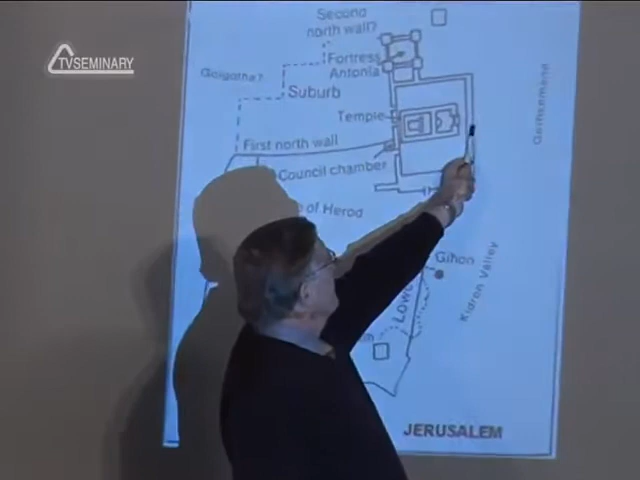 TVSEMINARY
Second
north wall?
Fortress
Antonia
Golgotha?
Suburb
Gethsemane
Temple
First north wall
Council chamber
of Herod
Gihon
Kidron Valley
JERUSALEM